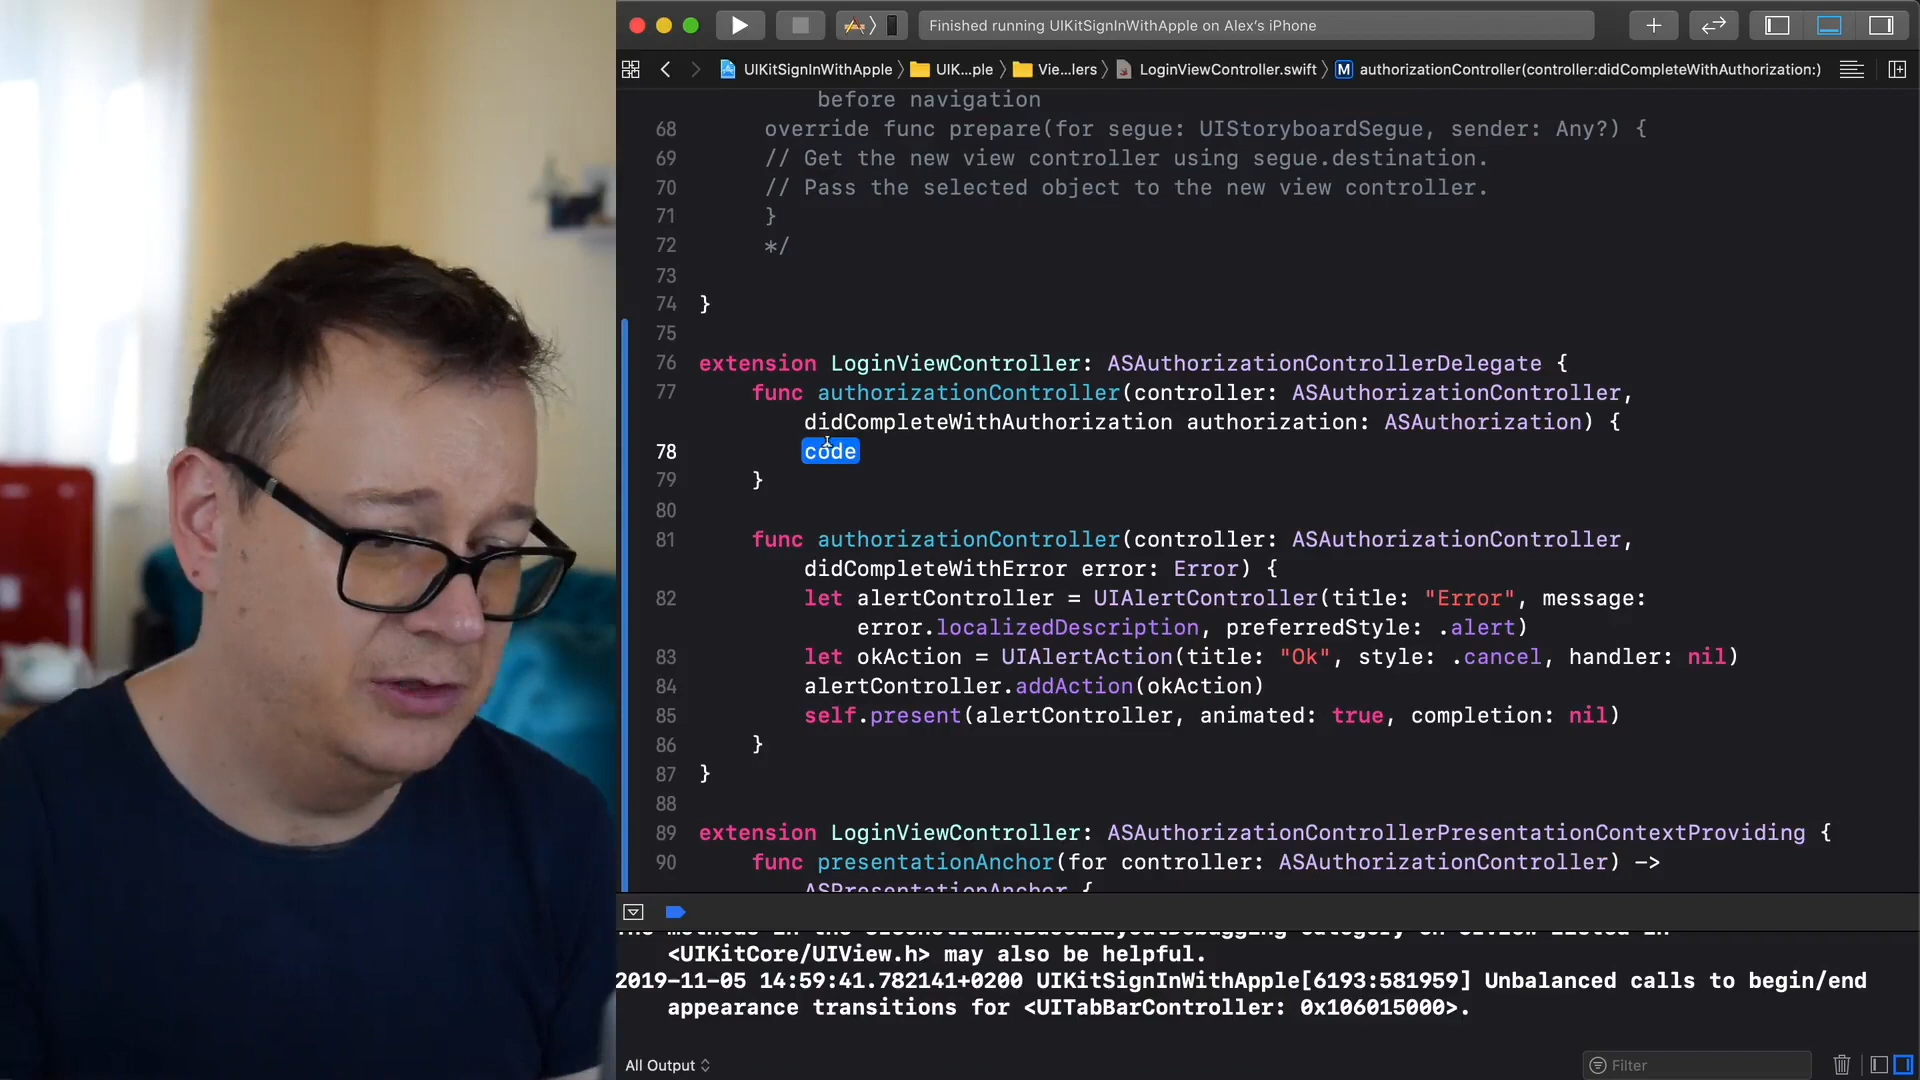 Finished running UIKitSignInWithApple on Alex's iPhone
UIKitSignInWithApple
UIK...ple
Vie...lers
LoginViewController.swift
M authorizationController(controller:didCompleteWithAuthorization:)
before navigation
68 override func prepare(for segue: UIStoryboardSegue, sender: Any?) {
69 // Get the new view controller using segue.destination.
70 // Pass the selected object to the new view controller.
71 }
72 */
73
74 }
75
76 extension LoginViewController: ASAuthorizationControllerDelegate {
77 func authorizationController(controller: ASAuthorizationController,
didCompleteWithAuthorization authorization: ASAuthorization) {
78 code
79 }
80
81 func authorizationController(controller: ASAuthorizationController,
didCompleteWithError error: Error) {
82 let alertController = UIAlertController(title: "Error", message:
error.localizedDescription, preferredStyle: .alert)
83 let okAction = UIAlertAction(title: "Ok", style: .cancel, handler: nil)
84 alertController.addAction(okAction)
85 self.present(alertController, animated: true, completion: nil)
86 }
87 }
88
89 extension LoginViewController: ASAuthorizationControllerPresentationContextProviding {
90 func presentationAnchor(for controller: ASAuthorizationController) ->
ASPresentationAnchor {
<UIKitCore/UIView.h> may also be helpful.
2019-11-05 14:59:41.782141+0200 UIKitSignInWithApple[6193:581959] Unbalanced calls to begin/end
appearance transitions for <UITabBarController: 0x106015000>.
All Output
Filter